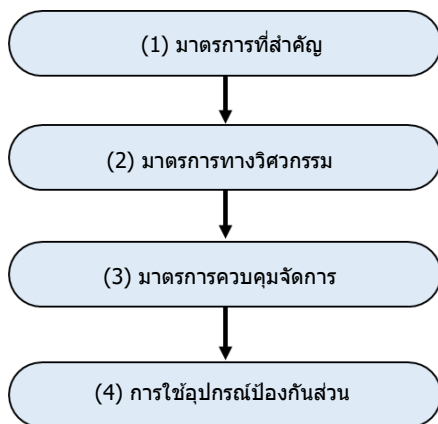 (1) มาตรการที่สำคัญ
(2) มาตรการทางวิศวกรรม
(3) มาตรการควบคุมจัดการ
(4) การใช้อุปกรณ์ป้องกันส่วน